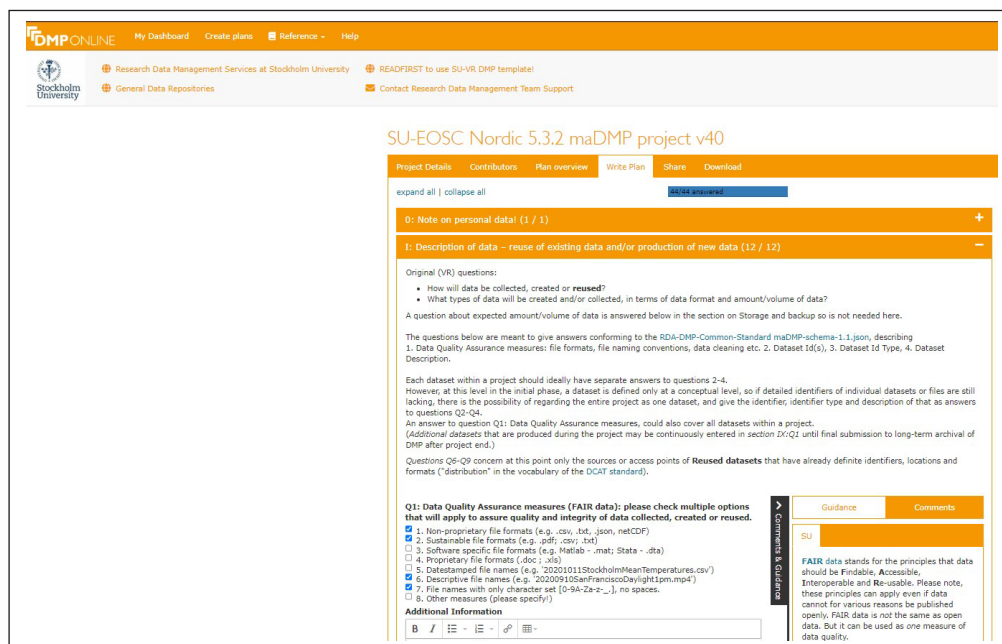 DMPONLINE My Dashboard Create plans Reference Help
Stockholm University
Research Data Management Services at Stockholm University READFIRST to use SU-VR DMP template!
General Data Repositories Contact Research Data Management Team Support
SU-EOSC Nordic 5.3.2 maDMP project v40
Project Details Contributors Plan overview Write Plan Share Download
expand all | collapse all 44/44 answered
0: Note on personal data! (1 / 1) +
I: Description of data – reuse of existing data and/or production of new data (12 / 12) −
Original (VR) questions:
• How will data be collected, created or reused?
• What types of data will be created and/or collected, in terms of data format and amount/volume of data?
A question about expected amount/volume of data is answered below in the section on Storage and backup so is not needed here.
The questions below are meant to give answers conforming to the RDA-DMP-Common-Standard maDMP-schema-1.1.json, describing
1. Data Quality Assurance measures: file formats, file naming conventions, data cleaning etc. 2. Dataset Id(s), 3. Dataset Id Type, 4. Dataset
Description.
Each dataset within a project should ideally have separate answers to questions 2-4.
However, at this level in the initial phase, a dataset is defined only at a conceptual level, so if detailed identifiers of individual datasets or files are still
lacking, there is the possibility of regarding the entire project as one dataset, and give the identifier, identifier type and description of that as answers
to questions Q2-Q4.
An answer to question Q1: Data Quality Assurance measures, could also cover all datasets within a project.
(Additional datasets that are produced during the project may be continuously entered in section IX:Q1 until final submission to long-term archival of
DMP after project end.)
Questions Q6-Q9 concern at this point only the sources or access points of Reused datasets that have already definite identifiers, locations and
formats ("distribution" in the vocabulary of the DCAT standard).
Q1: Data Quality Assurance measures (FAIR data): please check multiple options
that will apply to assure quality and integrity of data collected, created or reused.
1. Non-proprietary file formats (e.g. .csv, .txt, .json, netCDF)
2. Sustainable file formats (e.g. .pdf; .csv; .txt)
3. Software specific file formats (e.g. Matlab - .mat; Stata - .dta)
4. Proprietary file formats (.doc ; .xls)
5. Datestamped file names (e.g. '20201011StockholmMeanTemperatures.csv')
6. Descriptive file names (e.g. '20200910SanFranciscoDaylight1pm.mp4')
7. File names with only character set [0-9A-Za-z-_.], no spaces.
8. Other measures (please specify!)
Additional Information
B I
Comments & Guidance
Guidance Comments
SU
FAIR data stands for the principles that data
should be Findable, Accessible,
Interoperable and Re-usable. Please note,
these principles can apply even if data
cannot for various reasons be published
openly. FAIR data is not the same as open
data. But it can be used as one measure of
data quality.